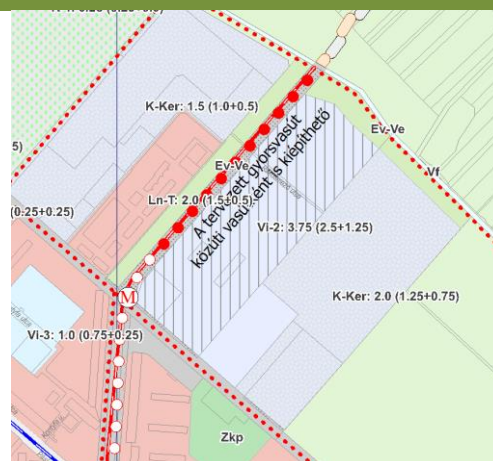 K-Ker: 1.5 (1.0+0.5)
Ev-Ve
Ev-Ve
Vf
Ln-T: 2.0 (1.5+0.5)
A tervezett gyorsvasút
közúti vasútként is kiépíthető
(0.25+0.25)
Vi-2: 3.75 (2.5+1.25)
K-Ker: 2.0 (1.25+0.75)
M
Vi-3: 1.0 (0.75+0.25)
Zkp